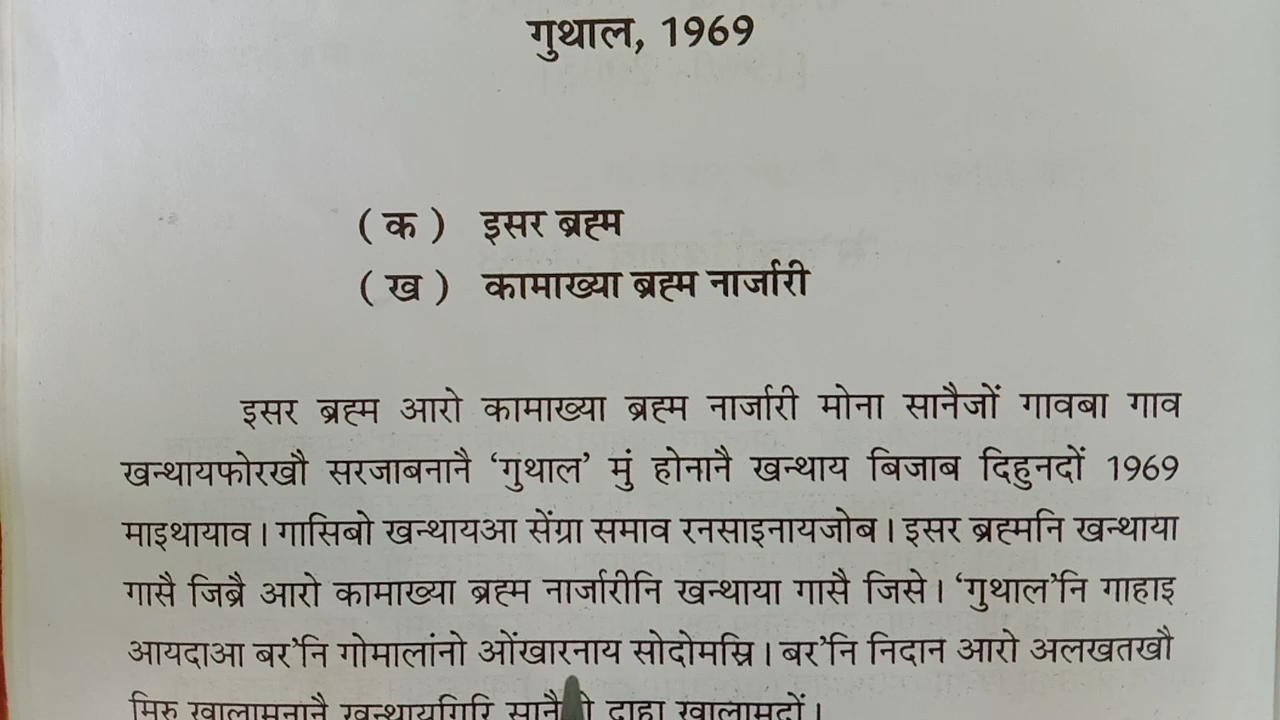 गुथाल, 1969
( क ) इसर ब्रह्म
( ख ) कामाख्या ब्रह्म नार्जारी
इसर ब्रह्म आरो कामाख्या ब्रह्म नार्जारी मोना सानैजों गावबा गाव
खन्थायफोरखौ सरजाबनानै ‘गुथाल’ मुं होनानै खन्थाय बिजाब दिहुनदों 1969
माइथायाव। गासिबो खन्थायआ सेंग्रा समाव रनसाइनायजोब। इसर ब्रह्मनि खन्थाया
गासै जिब्रै आरो कामाख्या ब्रह्म नार्जारीनि खन्थाया गासै जिसे। ‘गुथाल’नि गाहाइ
आयदाआ बर’नि गोमालांनो ओंखारनाय सोदोमस्रि। बर’नि निदान आरो अलखतखौ
मिरु खालामनानै खन्थायगिरि दाहा खालामदों।